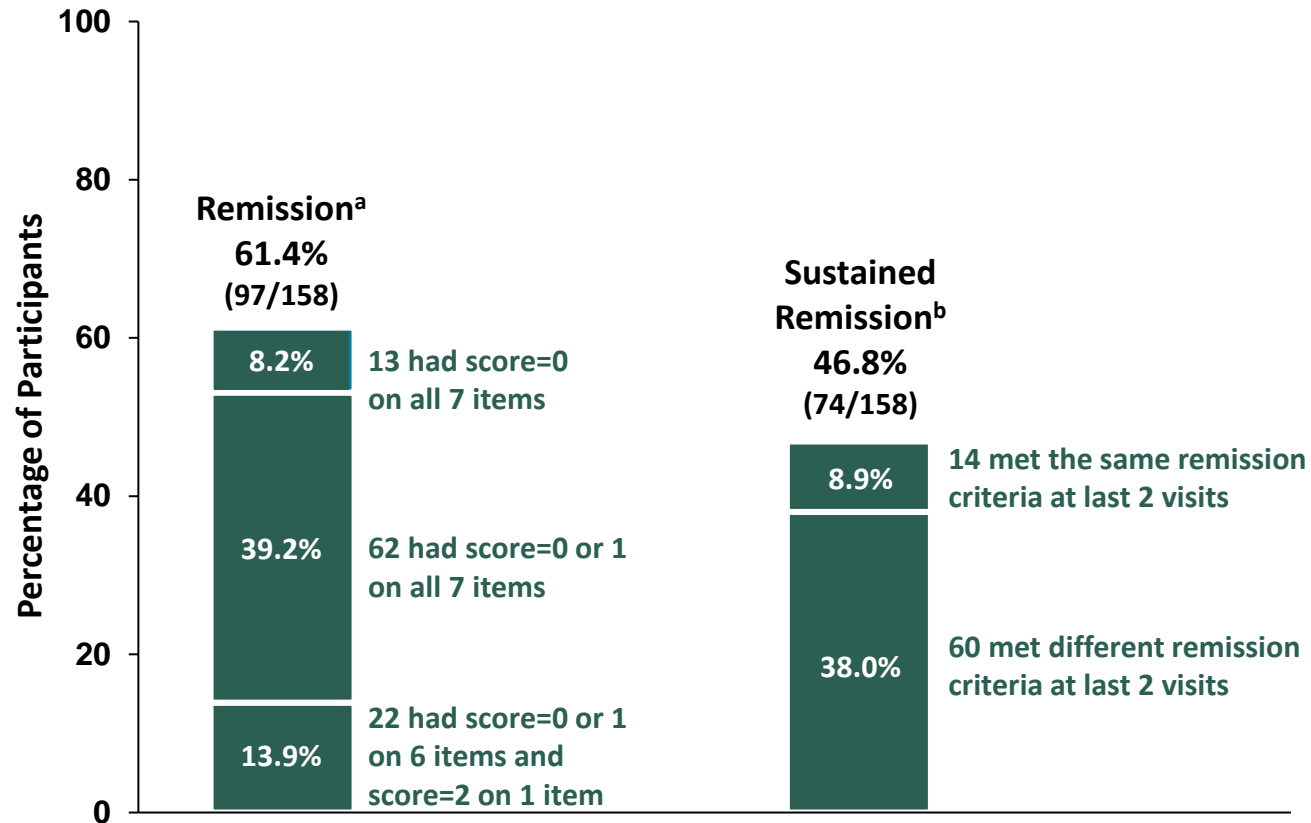 Percentage of Participants
100
80
60
40
20
0
Remissionᵃ
61.4%
(97/158)
8.2%
13 had score=0
on all 7 items
39.2%
62 had score=0 or 1
on all 7 items
13.9%
22 had score=0 or 1
on 6 items and
score=2 on 1 item
Sustained
Remissionᵇ
46.8%
(74/158)
8.9%
14 met the same remission
criteria at last 2 visits
38.0%
60 met different remission
criteria at last 2 visits